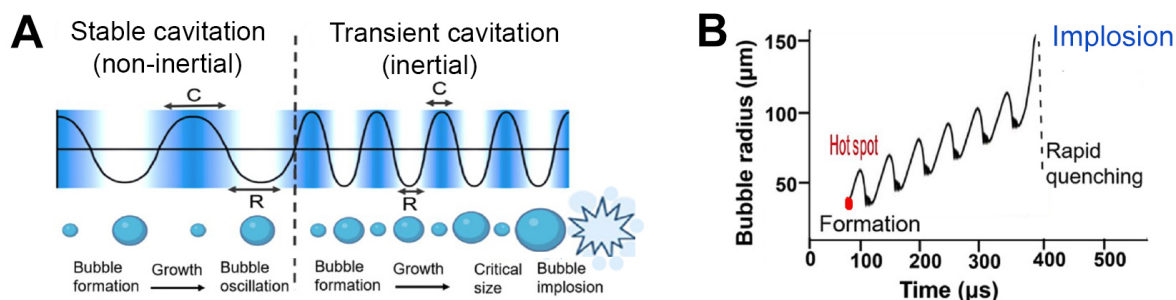 A
Stable cavitation
(non-inertial)
Transient cavitation
(inertial)
C
C
R
R
Bubble
formation
Growth
Bubble
oscillation
Bubble
formation
Growth
Critical
size
Bubble
implosion
B
Implosion
Bubble radius (µm)
150
100
50
Hot spot
Formation
Rapid
quenching
0
100
200
300
400
500
Time (µs)